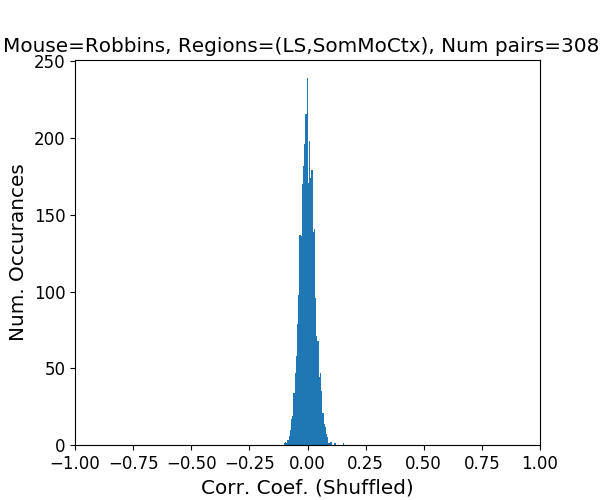 Mouse=Robbins, Regions=(LS,SomMoCtx), Num pairs=308
Num. Occurances
250
200
150
100
50
0
−1.00 −0.75 −0.50 −0.25 0.00 0.25 0.50 0.75 1.00
Corr. Coef. (Shuffled)